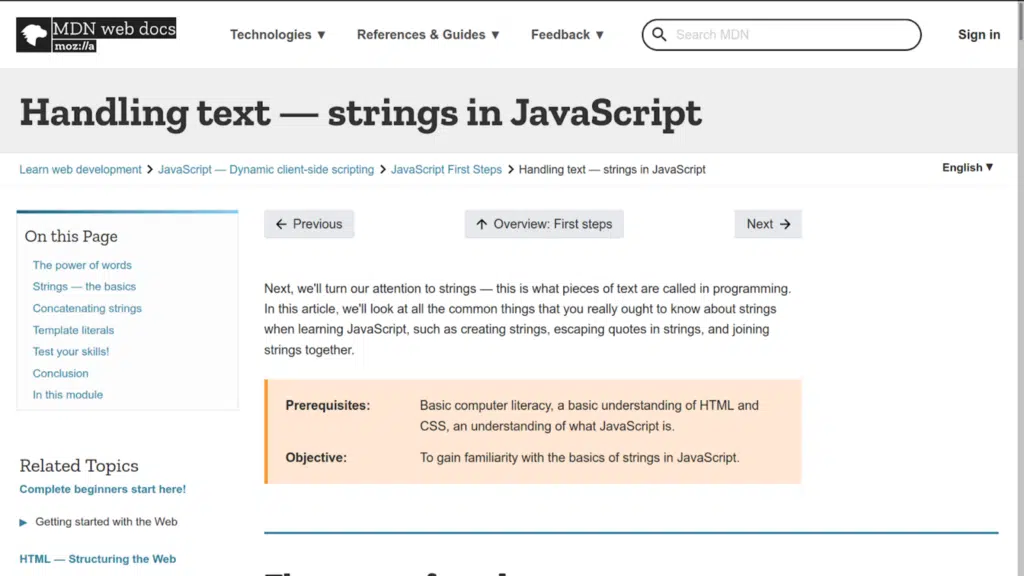 MDN web docs
moz://a
Technologies ▼
References & Guides ▼
Feedback ▼
Search MDN
Sign in
Handling text — strings in JavaScript
Learn web development > JavaScript — Dynamic client-side scripting > JavaScript First Steps > Handling text — strings in JavaScript
English ▼
On this Page
The power of words
Strings — the basics
Concatenating strings
Template literals
Test your skills!
Conclusion
In this module
Related Topics
Complete beginners start here!
▶ Getting started with the Web
HTML — Structuring the Web
← Previous
↑ Overview: First steps
Next →
Next, we'll turn our attention to strings — this is what pieces of text are called in programming.
In this article, we'll look at all the common things that you really ought to know about strings
when learning JavaScript, such as creating strings, escaping quotes in strings, and joining
strings together.
Prerequisites: Basic computer literacy, a basic understanding of HTML and
CSS, an understanding of what JavaScript is.
Objective: To gain familiarity with the basics of strings in JavaScript.